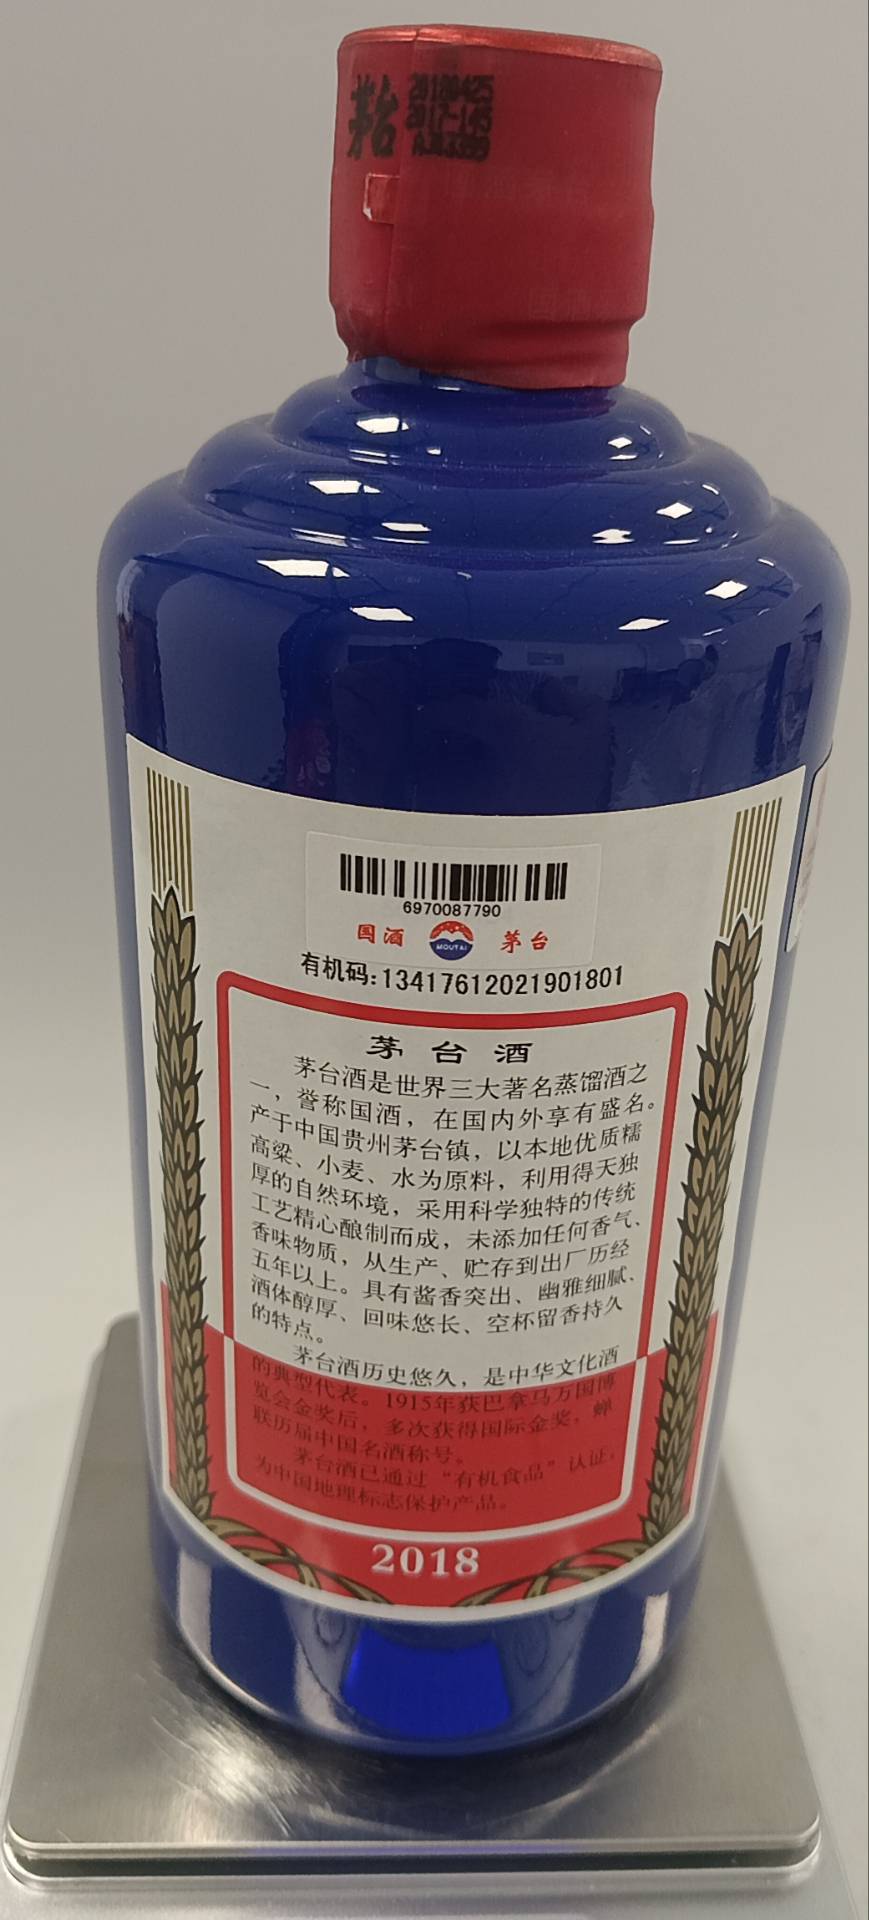 茅台
20180425
2017-145
6970087790
国酒 MOUTAI 茅台
有机码:13417612021901801
茅台酒
茅台酒是世界三大著名蒸馏酒之
一，誉称国酒，在国内外享有盛名。
产于中国贵州茅台镇，以本地优质糯
高粱、小麦、水为原料，利用得天独
厚的自然环境，采用科学独特的传统
工艺精心酿制而成，未添加任何香气、
香味物质，从生产、贮存到出厂历经
五年以上。具有酱香突出、幽雅细腻、
酒体醇厚、回味悠长、空杯留香持久
的特点。
茅台酒历史悠久，是中华文化酒
的典型代表。1915年获巴拿马万国博
览会金奖后，多次获得国际金奖，蝉
联历届中国名酒称号。
茅台酒已通过“有机食品”认证，
为中国地理标志保护产品。
2018